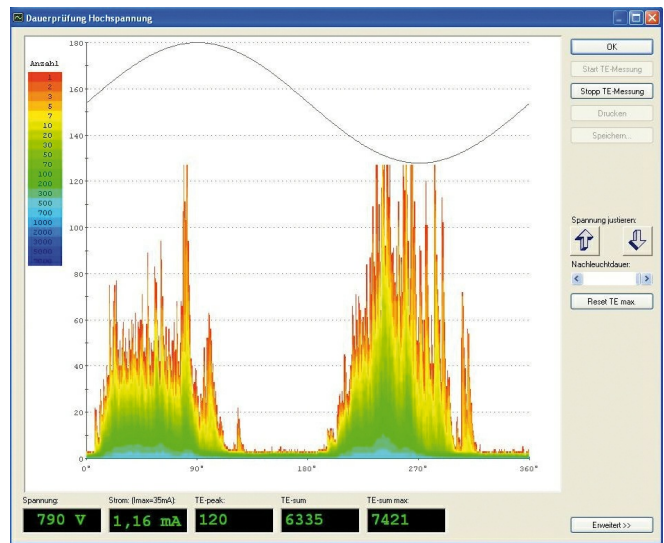 Dauerprüfung Hochspannung
180
160
140
120
100
80
60
40
20
0
0°
90°
180°
270°
360°
Anzahl
1
2
3
5
7
10
20
30
50
70
100
200
300
500
700
1000
2000
3000
5000
OK
Start TE-Messung
Stopp TE-Messung
Drucken
Speichern...
Spannung justieren:
Nachleuchtdauer:
Reset TE max.
Spannung:
790 V
Strom: (Imax=35mA):
1,16 mA
TE-peak:
120
TE-sum
6335
TE-sum max:
7421
Erweitert >>